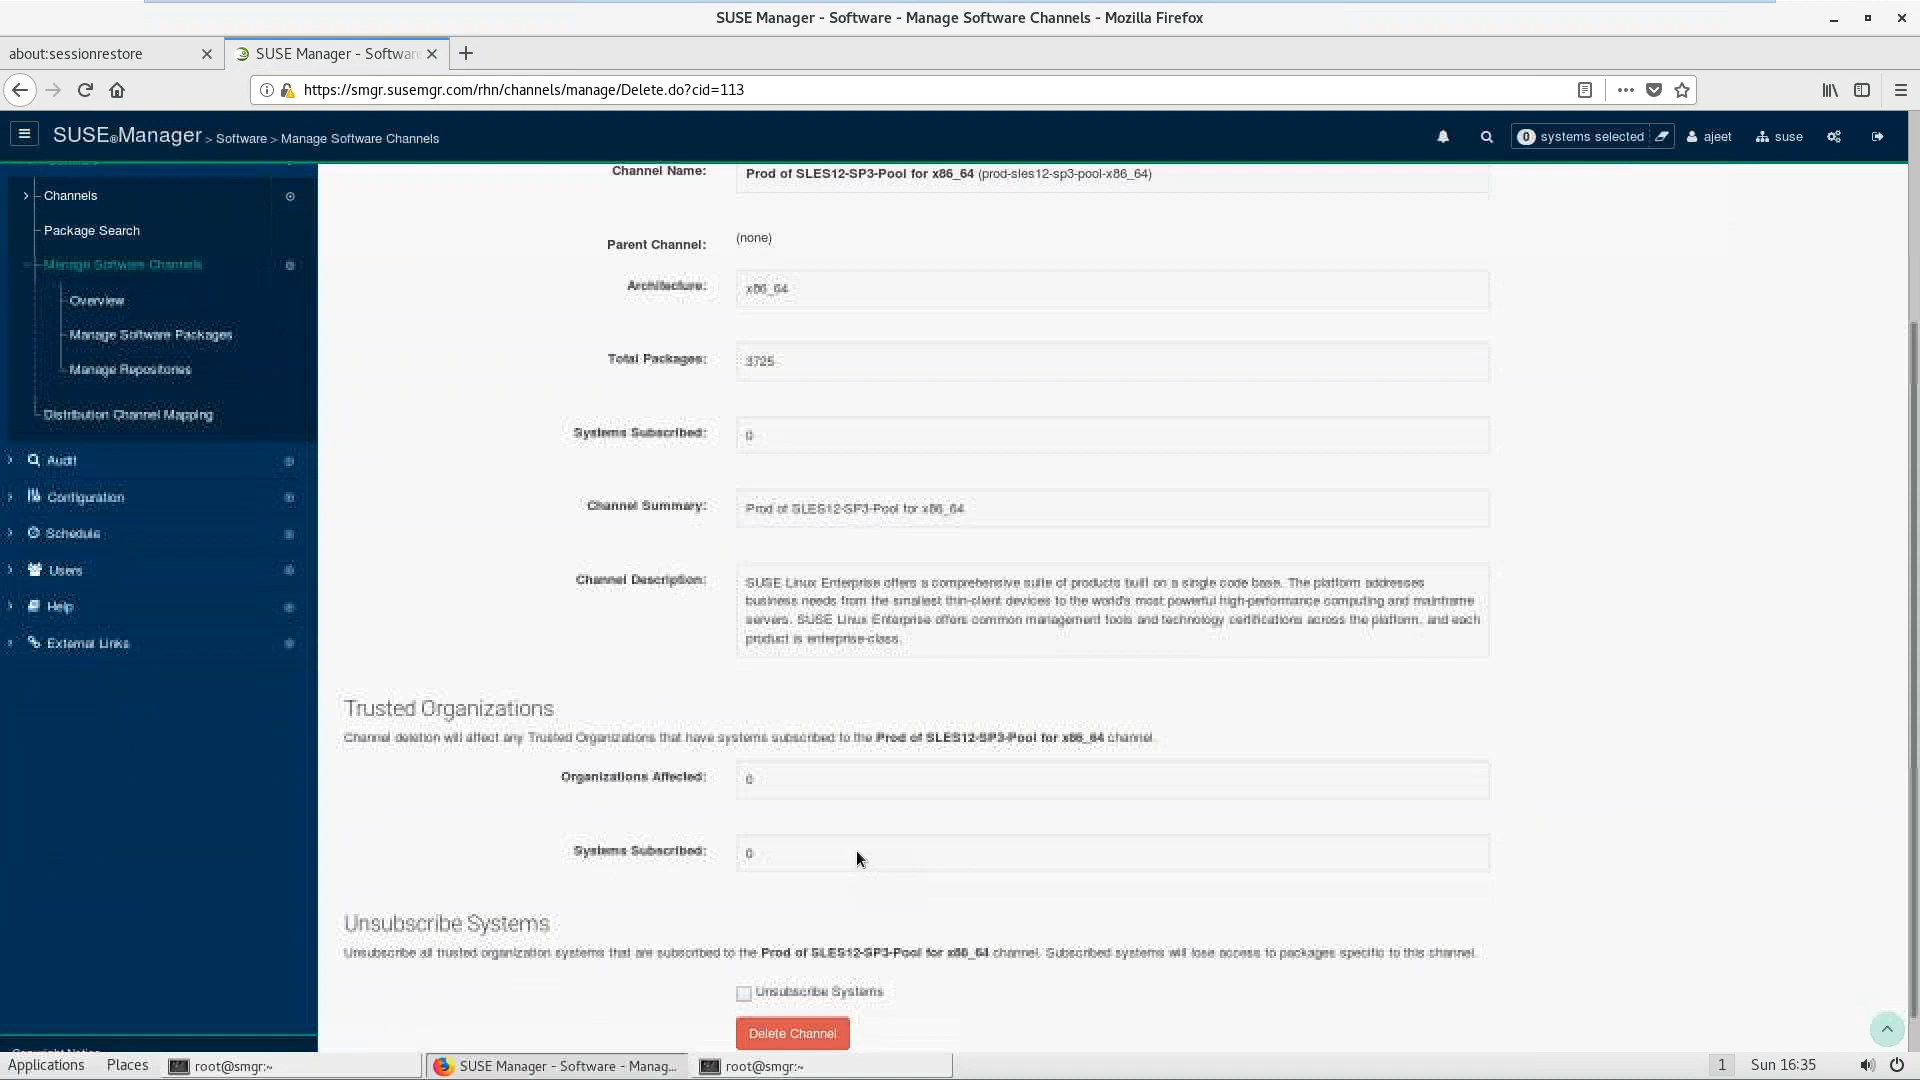 SUSE Manager - Software - Manage Software Channels - Mozilla Firefox
about:sessionrestore
SUSE Manager - Softwar
https://smgr.susemgr.com/rhn/channels/manage/Delete.do?cid=113
SUSE®Manager > Software > Manage Software Channels
0 systems selected
ajeet
suse
Channels
Package Search
Manage Software Channels
Overview
Manage Software Packages
Manage Repositories
Distribution Channel Mapping
Audit
Configuration
Schedule
Users
Help
External Links
Channel Name: Prod of SLES12-SP3-Pool for x86_64 (prod-sles12-sp3-pool-x86_64)
Parent Channel: (none)
Architecture: x86_64
Total Packages: 3725
Systems Subscribed: 0
Channel Summary: Prod of SLES12-SP3-Pool for x86_64
Channel Description: SUSE Linux Enterprise offers a comprehensive suite of products built on a single code base. The platform addresses
business needs from the smallest thin-client devices to the world's most powerful high-performance computing and mainframe
servers. SUSE Linux Enterprise offers common management tools and technology certifications across the platform, and each
product is enterprise-class.
Trusted Organizations
Channel deletion will affect any Trusted Organizations that have systems subscribed to the Prod of SLES12-SP3-Pool for x86_64 channel.
Organizations Affected: 0
Systems Subscribed: 0
Unsubscribe Systems
Unsubscribe all trusted organization systems that are subscribed to the Prod of SLES12-SP3-Pool for x86_64 channel. Subscribed systems will lose access to packages specific to this channel.
Unsubscribe Systems
Delete Channel
Applications Places root@smgr:~ SUSE Manager - Software - Manag... root@smgr:~ 1 Sun 16:35